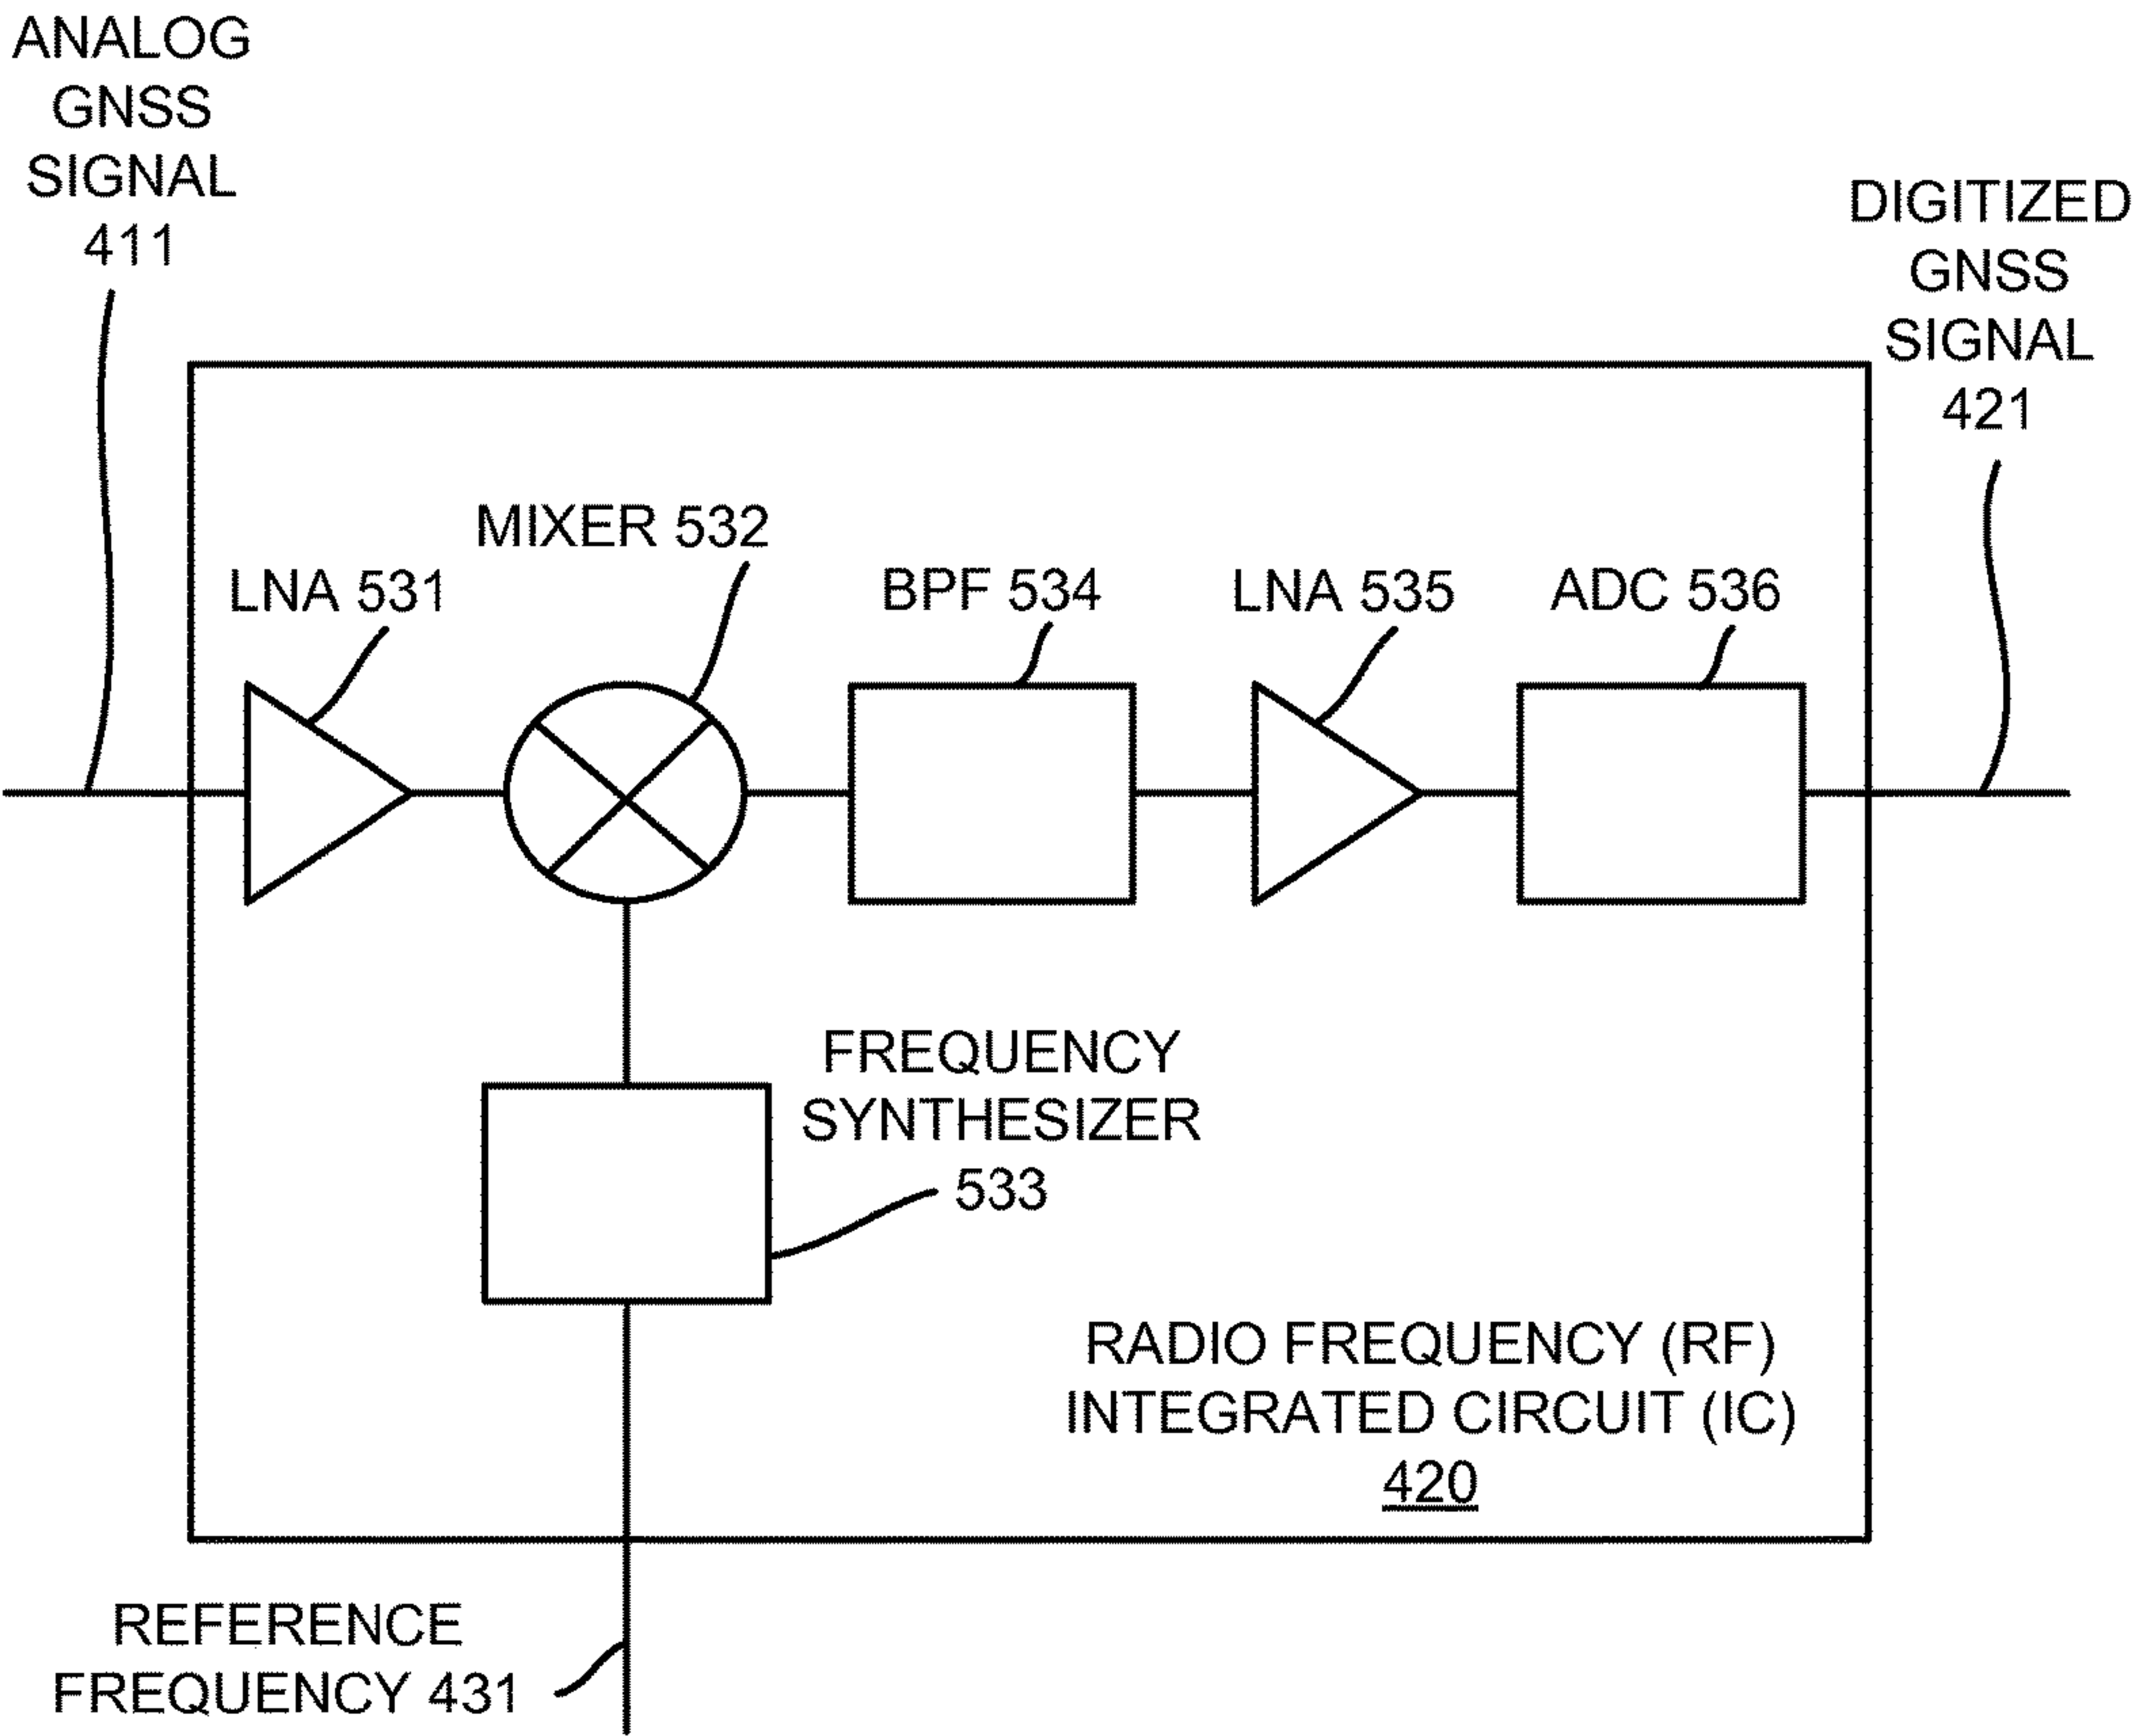 ANALOG
GNSS
SIGNAL
411
DIGITIZED
GNSS
SIGNAL
421
MIXER 532
LNA 531
BPF 534
LNA 535
ADC 536
FREQUENCY
SYNTHESIZER
533
RADIO FREQUENCY (RF)
INTEGRATED CIRCUIT (IC)
420
REFERENCE
FREQUENCY 431